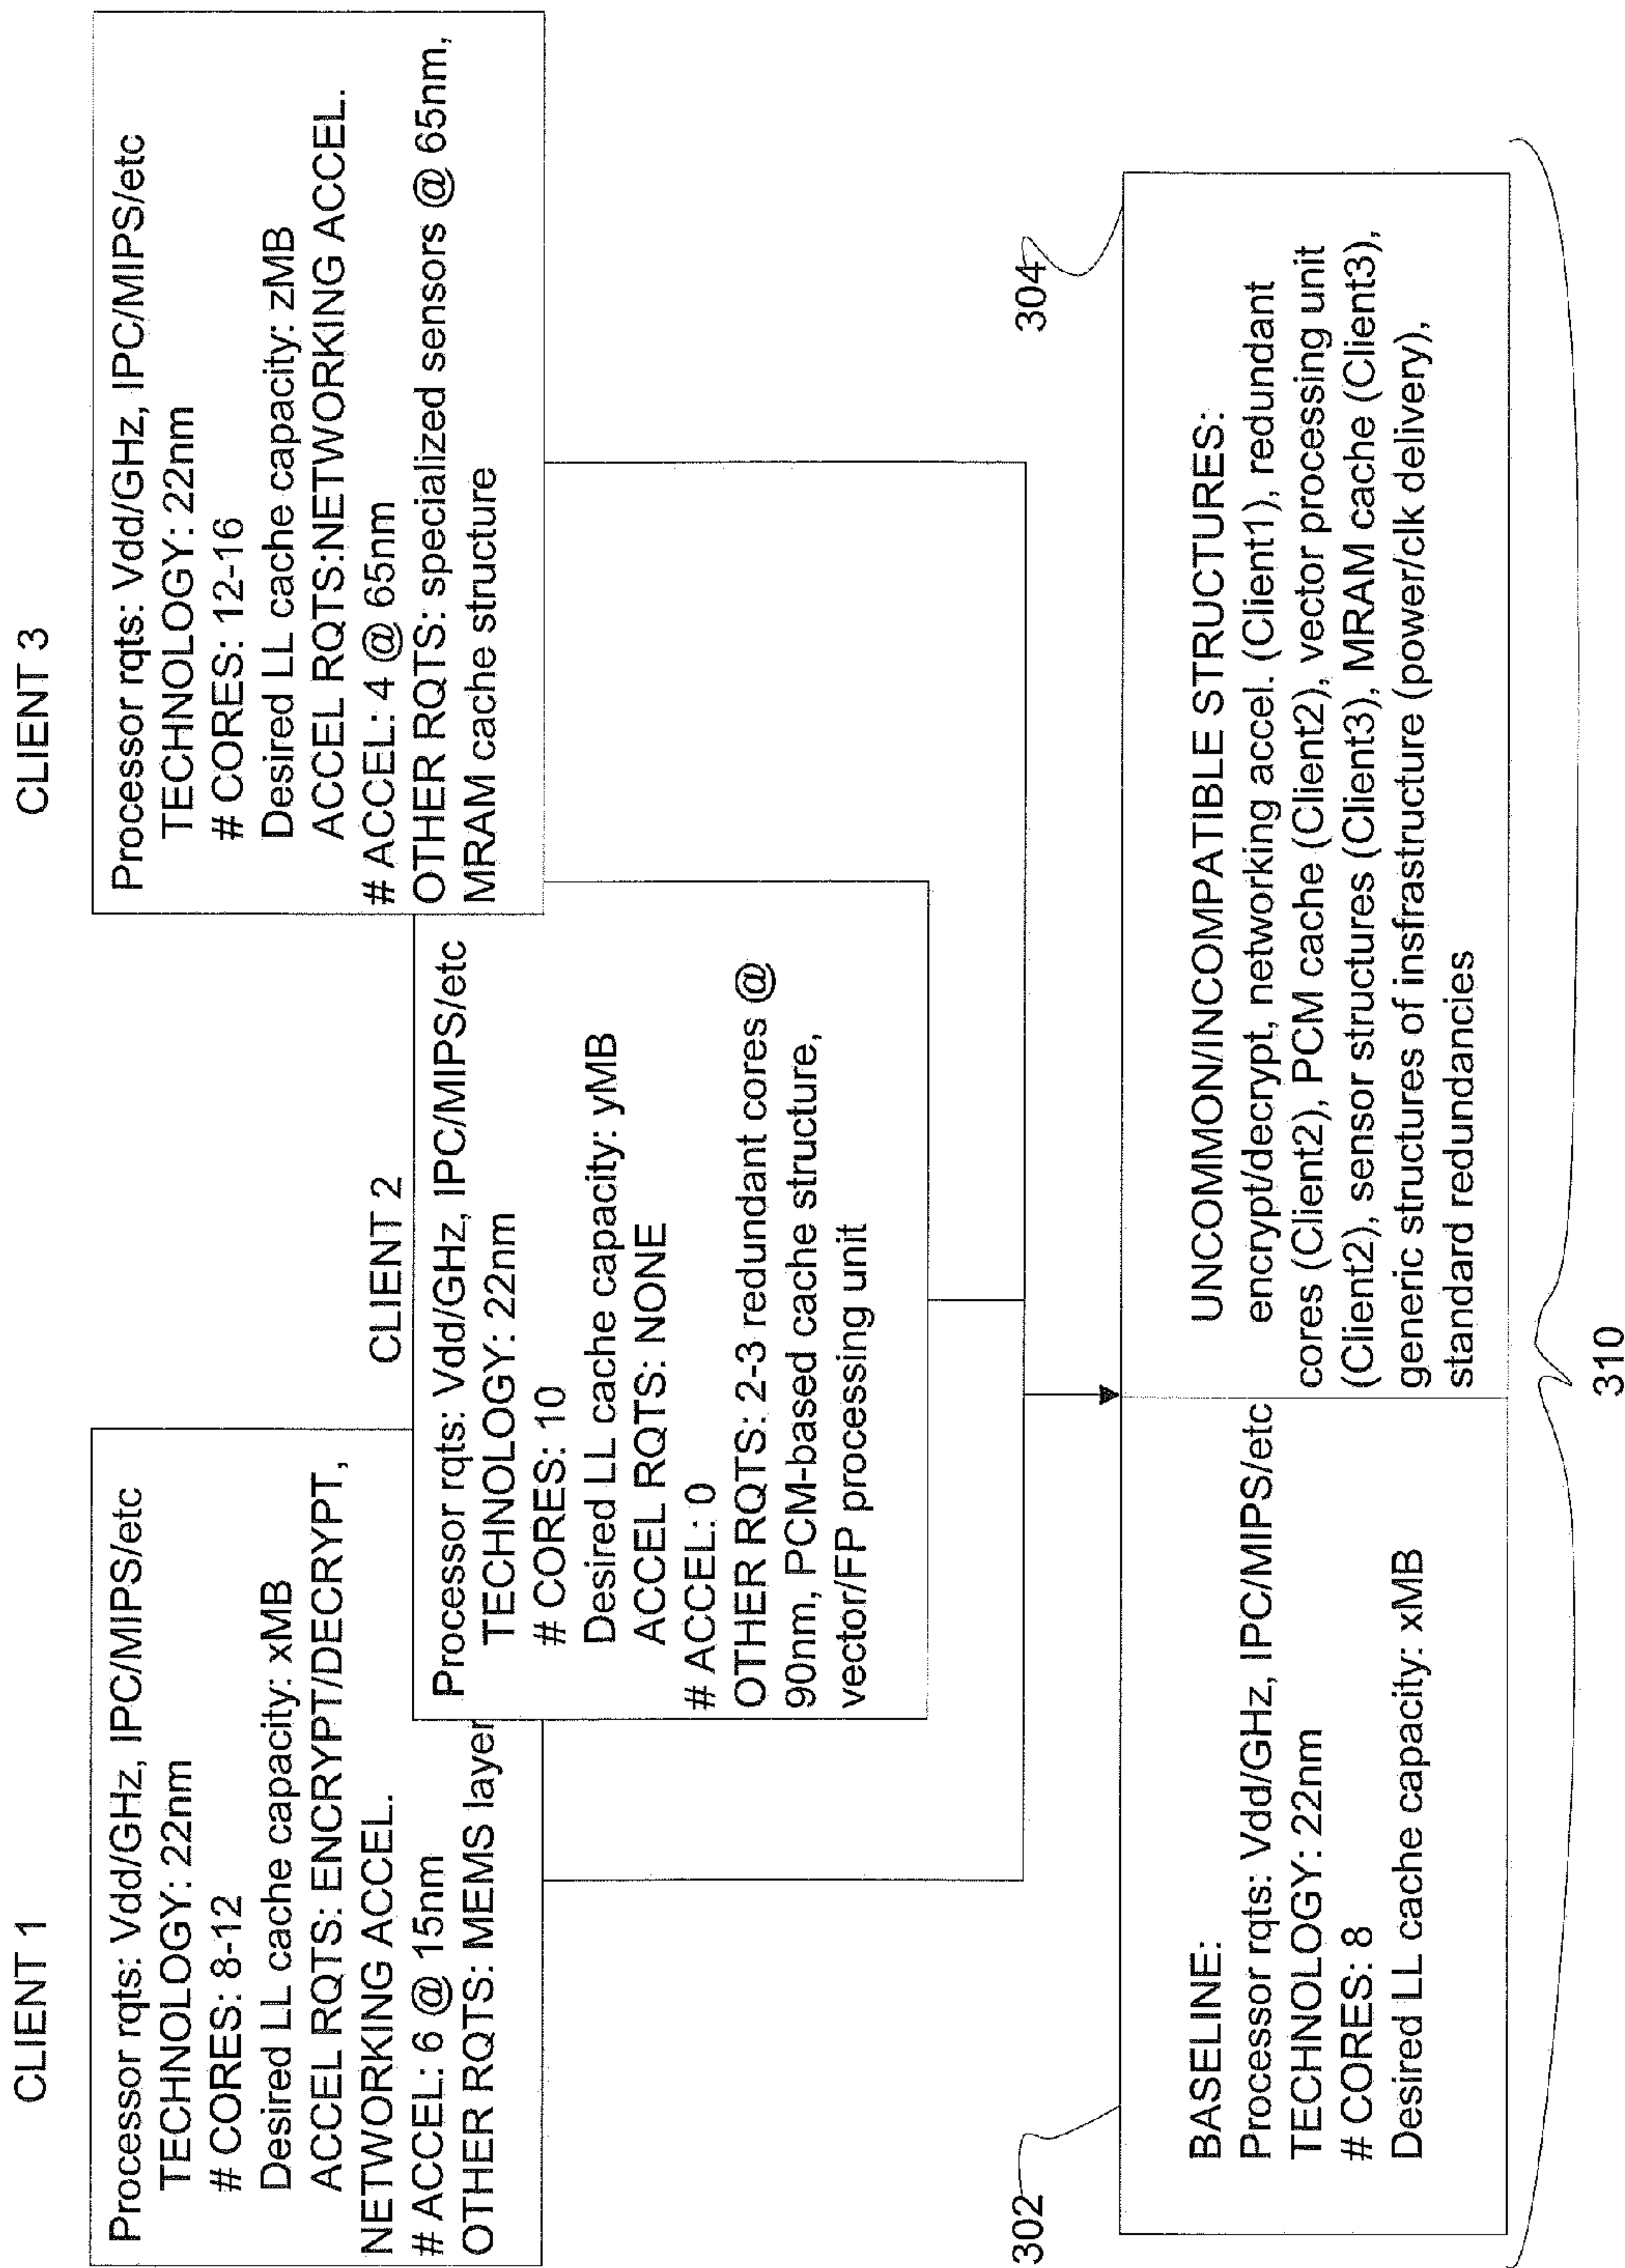 CLIENT 1
Processor rqts: Vdd/GHz, IPC/MIPS/etc
TECHNOLOGY: 22nm
# CORES: 8-12
Desired LL cache capacity: xMB
ACCEL RQTS: ENCRYPT/DECRYPT,
NETWORKING ACCEL.
# ACCEL: 6 @ 15nm
OTHER RQTS: MEMS layer
CLIENT 2
Processor rqts: Vdd/GHz, IPC/MIPS/etc
TECHNOLOGY: 22nm
# CORES: 10
Desired LL cache capacity: yMB
ACCEL RQTS: NONE
# ACCEL: 0
OTHER RQTS: 2-3 redundant cores @
90nm, PCM-based cache structure,
vector/FP processing unit
CLIENT 3
Processor rqts: Vdd/GHz, IPC/MIPS/etc
TECHNOLOGY: 22nm
# CORES: 12-16
Desired LL cache capacity: zMB
ACCEL RQTS:NETWORKING ACCEL.
# ACCEL: 4 @ 65nm
OTHER RQTS: specialized sensors @ 65nm,
MRAM cache structure
302
BASELINE:
Processor rqts: Vdd/GHz, IPC/MIPS/etc
TECHNOLOGY: 22nm
# CORES: 8
Desired LL cache capacity: xMB
304
UNCOMMON/INCOMPATIBLE STRUCTURES:
encrypt/decrypt, networking accel. (Client1), redundant
cores (Client2), PCM cache (Client2), vector processing unit
(Client2), sensor structures (Client3), MRAM cache (Client3),
generic structures of insfrastructure (power/clk delivery),
standard redundancies
310